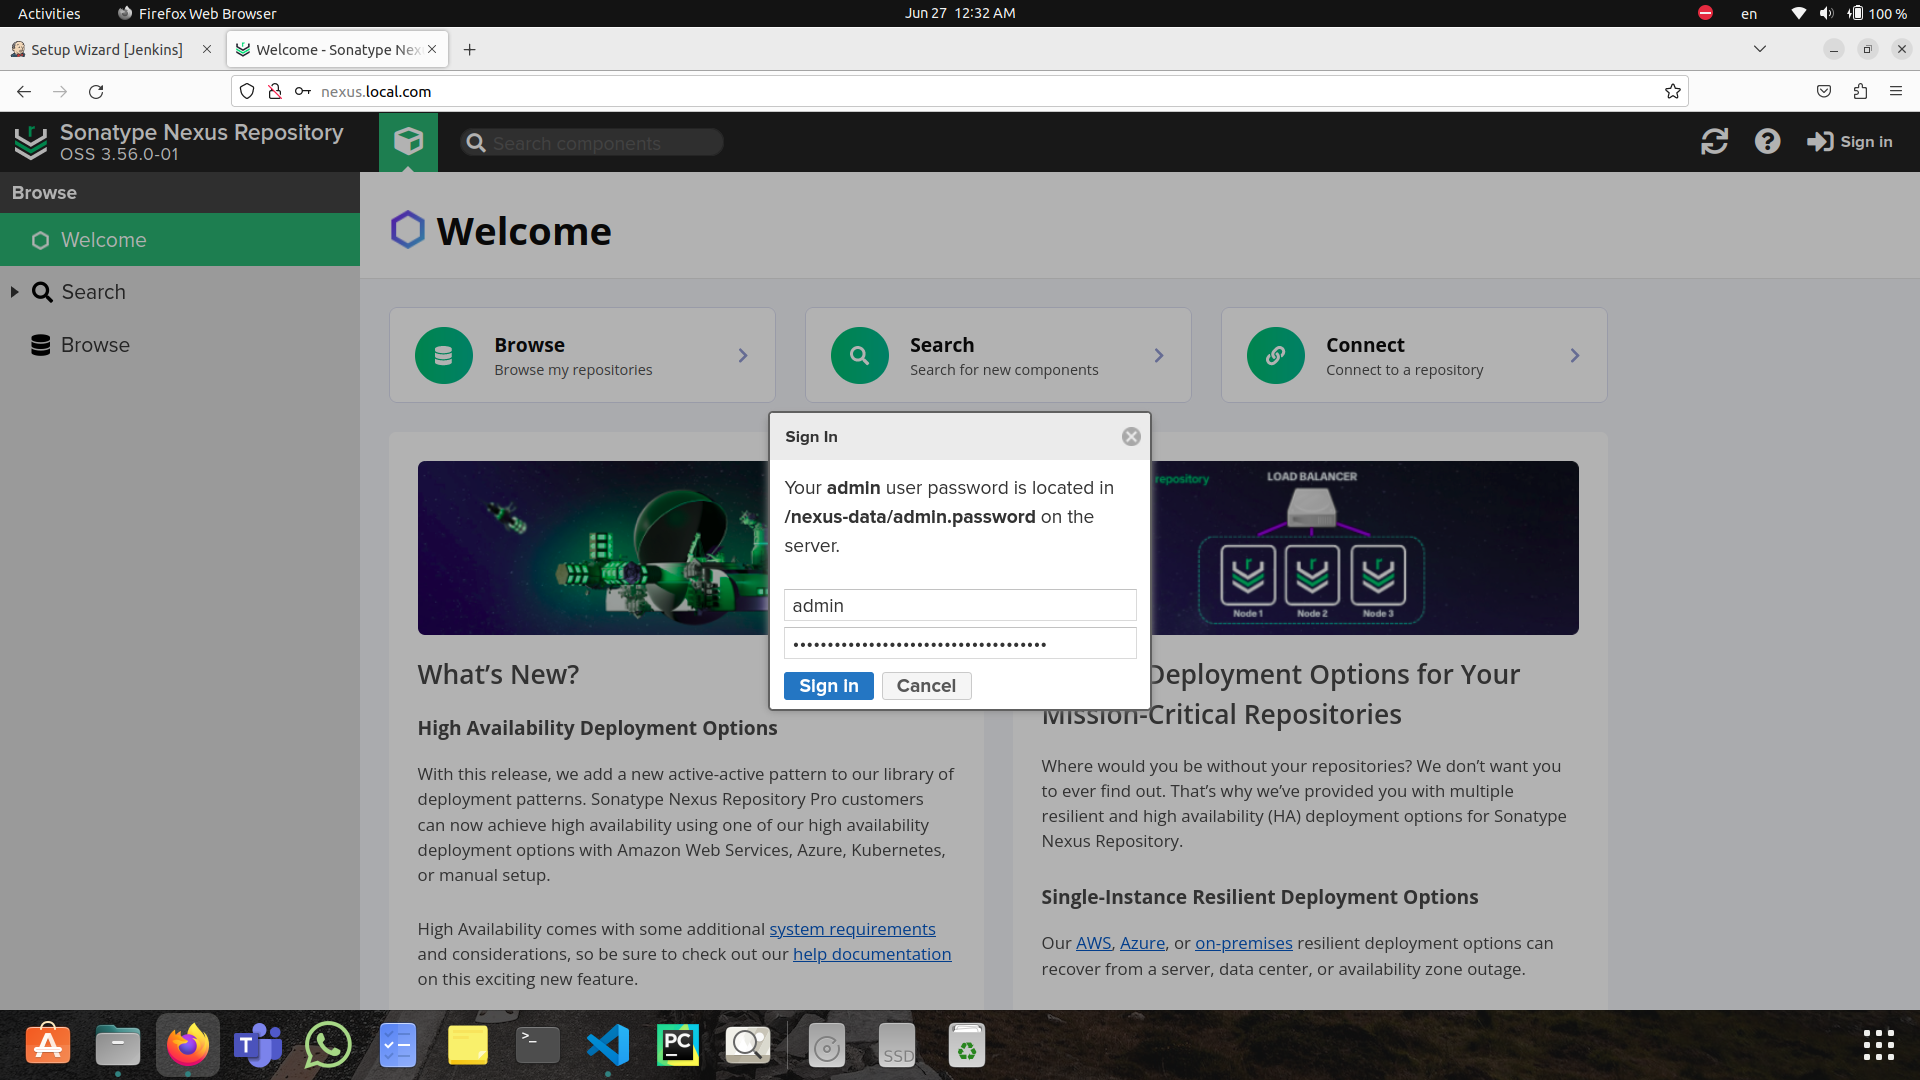 Activities
Firefox Web Browser
Jun 27 12:32 AM
en
100 %
Setup Wizard [Jenkins]
Welcome - Sonatype Nex
nexus.local.com
Sonatype Nexus Repository
OSS 3.56.0-01
Search components
Sign in
Browse
Welcome
Search
Browse
Welcome
Browse
Browse my repositories
Search
Search for new components
Connect
Connect to a repository
Sign In
Your admin user password is located in
/nexus-data/admin.password on the
server.
admin
Sign In
Cancel
repository
LOAD BALANCER
Node 1
Node 2
Node 3
What’s New?
High Availability Deployment Options
With this release, we add a new active-active pattern to our library of
deployment patterns. Sonatype Nexus Repository Pro customers
can now achieve high availability using one of our high availability
deployment options with Amazon Web Services, Azure, Kubernetes,
or manual setup.
High Availability comes with some additional system requirements
and considerations, so be sure to check out our help documentation
on this exciting new feature.
Deployment Options for Your
Mission-Critical Repositories
Where would you be without your repositories? We don’t want you
to ever find out. That’s why we’ve provided you with multiple
resilient and high availability (HA) deployment options for Sonatype
Nexus Repository.
Single-Instance Resilient Deployment Options
Our AWS, Azure, or on-premises resilient deployment options can
recover from a server, data center, or availability zone outage.
T
>_
PC
SSD